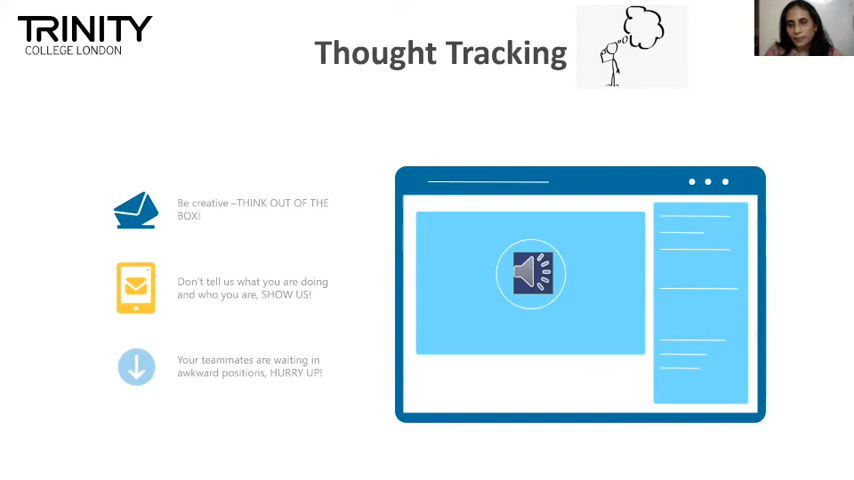 TRINITY
COLLEGE LONDON
Thought Tracking
Be creative –THINK OUT OF THE
BOX!
Don't tell us what you are doing
and who you are, SHOW US!
Your teammates are waiting in
awkward positions, HURRY UP!